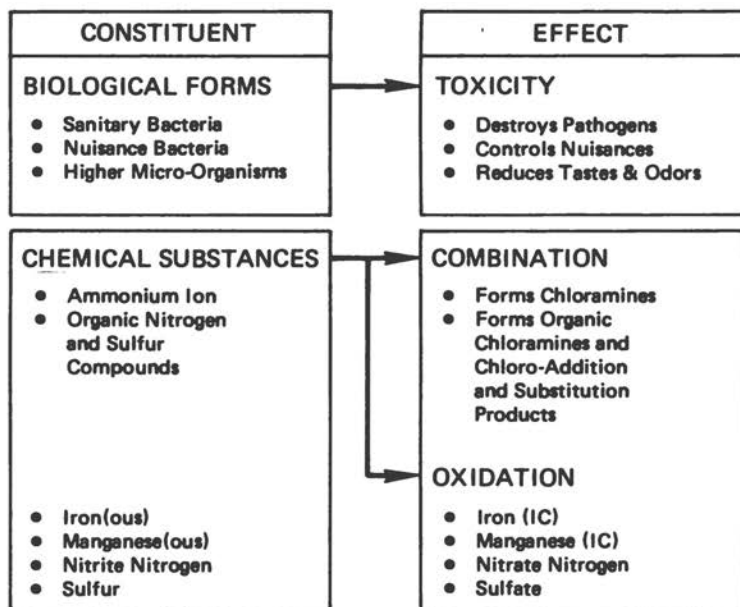 CONSTITUENT
BIOLOGICAL FORMS
● Sanitary Bacteria
● Nuisance Bacteria
● Higher Micro-Organisms
CHEMICAL SUBSTANCES
● Ammonium Ion
● Organic Nitrogen
and Sulfur
Compounds
● Iron(ous)
● Manganese(ous)
● Nitrite Nitrogen
● Sulfur
EFFECT
TOXICITY
● Destroys Pathogens
● Controls Nuisances
● Reduces Tastes & Odors
COMBINATION
● Forms Chloramines
● Forms Organic
Chloramines and
Chloro-Addition
and Substitution
Products
OXIDATION
● Iron (IC)
● Manganese (IC)
● Nitrate Nitrogen
● Sulfate